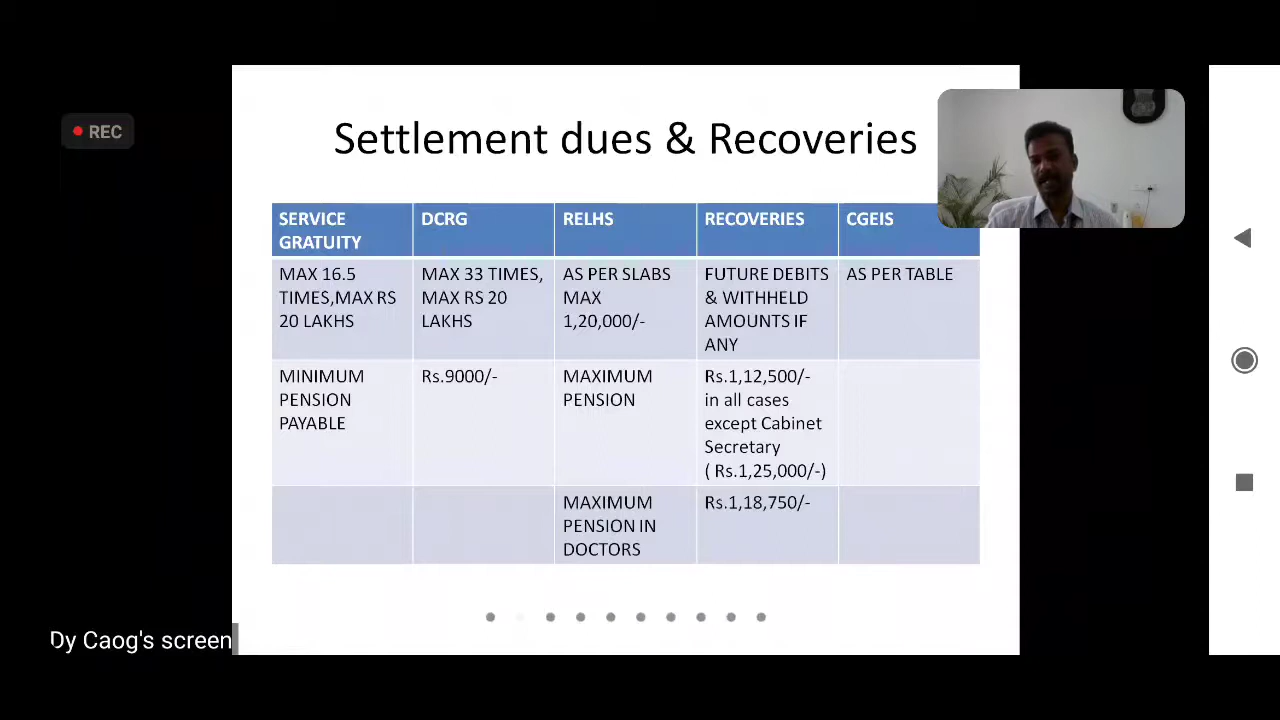 REC
Settlement dues & Recoveries
SERVICE
GRATUITY
DCRG
RELHS
RECOVERIES
CGEIS
MAX 16.5
TIMES,MAX RS
20 LAKHS
MAX 33 TIMES,
MAX RS 20
LAKHS
AS PER SLABS
MAX
1,20,000/-
FUTURE DEBITS
& WITHHELD
AMOUNTS IF
ANY
AS PER TABLE
MINIMUM
PENSION
PAYABLE
Rs.9000/-
MAXIMUM
PENSION
Rs.1,12,500/-
in all cases
except Cabinet
Secretary
( Rs.1,25,000/-)
MAXIMUM
PENSION IN
DOCTORS
Rs.1,18,750/-
Dy Caog's screen